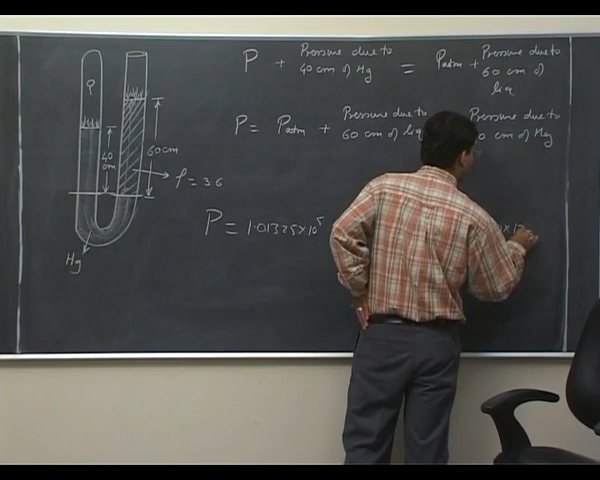 P + Pressure due to 40 cm of Hg = Patm + Pressure due to 60 cm of liq
P = Patm + Pressure due to 60 cm of liq Pressure due to 0 cm of Hg
P
40 cm
60 cm
ρ = 3.6
Hg
P = 1.01325×10⁵